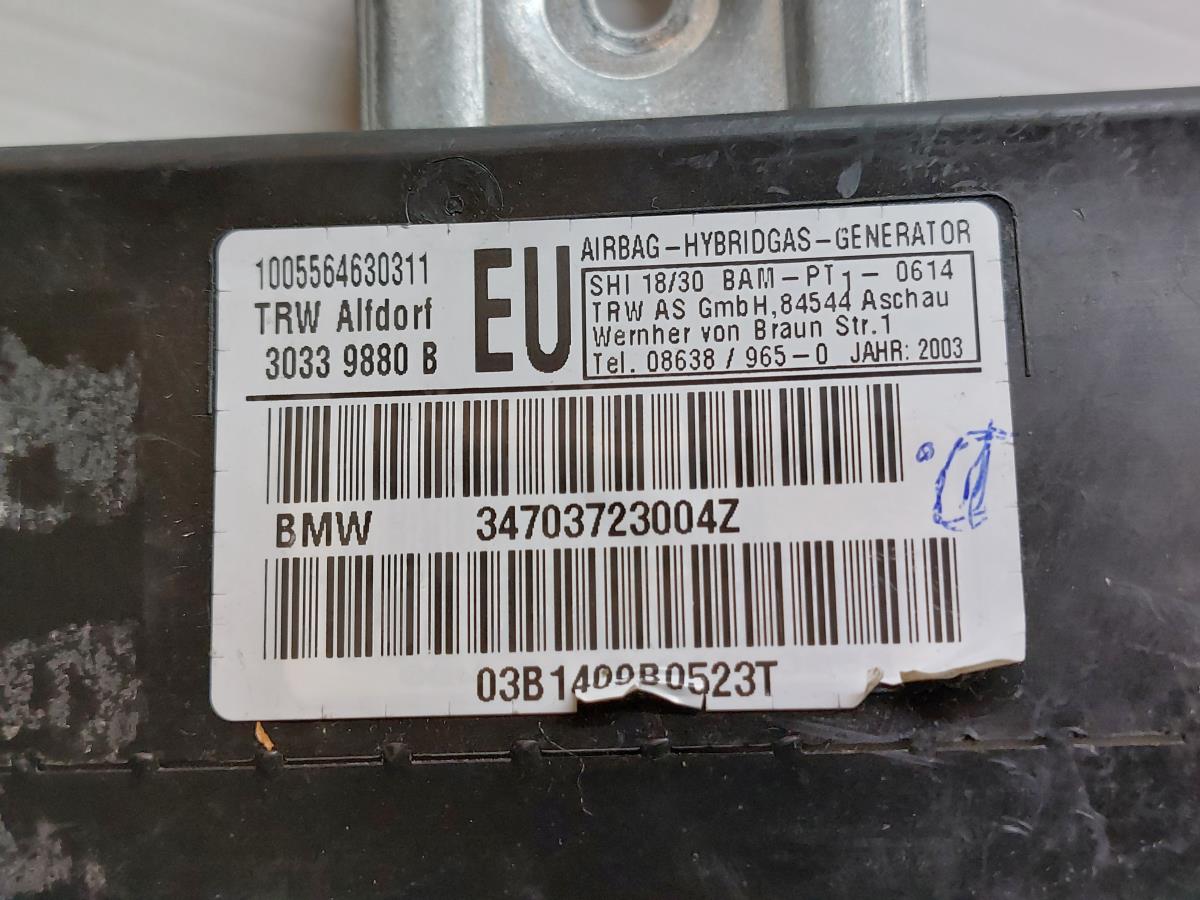 1005564630311
TRW Alfdorf
3033 9880 B
EU
AIRBAG-HYBRIDGAS-GENERATOR
SHI 18/30 BAM-PT1- 0614
TRW AS GmbH,84544 Aschau
Wernher von Braun Str.1
Tel. 08638 / 965-0 JAHR: 2003
BMW 34703723004Z